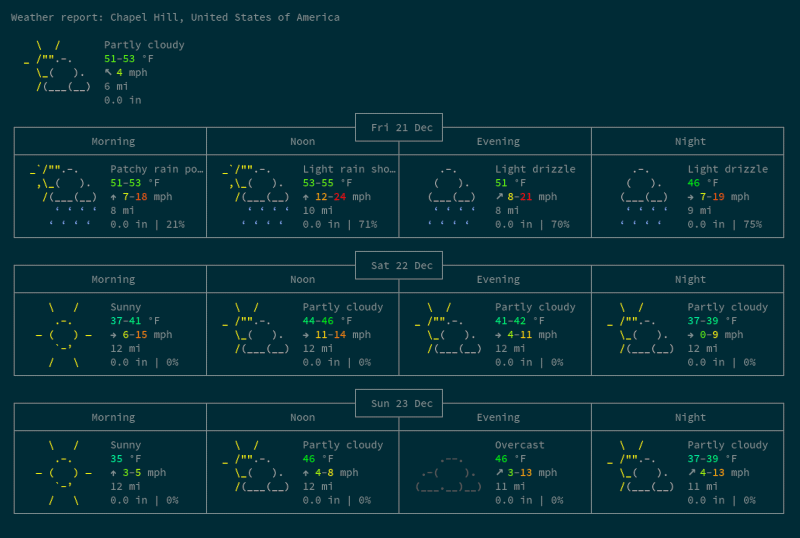 Weather report: Chapel Hill, United States of America
Partly cloudy
51-53 °F
↖ 4 mph
6 mi
0.0 in
Fri 21 Dec
Morning Noon Evening Night
Patchy rain po… Light rain sho… Light drizzle Light drizzle
51-53 °F 53-55 °F 51 °F 46 °F
↑ 7-18 mph ↑ 12-24 mph ↗ 8-21 mph → 7-19 mph
8 mi 10 mi 8 mi 9 mi
0.0 in | 21% 0.0 in | 71% 0.0 in | 70% 0.0 in | 75%
Sat 22 Dec
Morning Noon Evening Night
Sunny Partly cloudy Partly cloudy Partly cloudy
37-41 °F 44-46 °F 41-42 °F 37-39 °F
→ 6-15 mph → 11-14 mph → 4-11 mph → 0-9 mph
12 mi 12 mi 12 mi 12 mi
0.0 in | 0% 0.0 in | 0% 0.0 in | 0% 0.0 in | 0%
Sun 23 Dec
Morning Noon Evening Night
Sunny Partly cloudy Overcast Partly cloudy
35 °F 46 °F 46 °F 37-39 °F
↑ 3-5 mph ↑ 4-8 mph ↗ 3-13 mph ↗ 4-13 mph
12 mi 12 mi 11 mi 11 mi
0.0 in | 0% 0.0 in | 0% 0.0 in | 0% 0.0 in | 0%